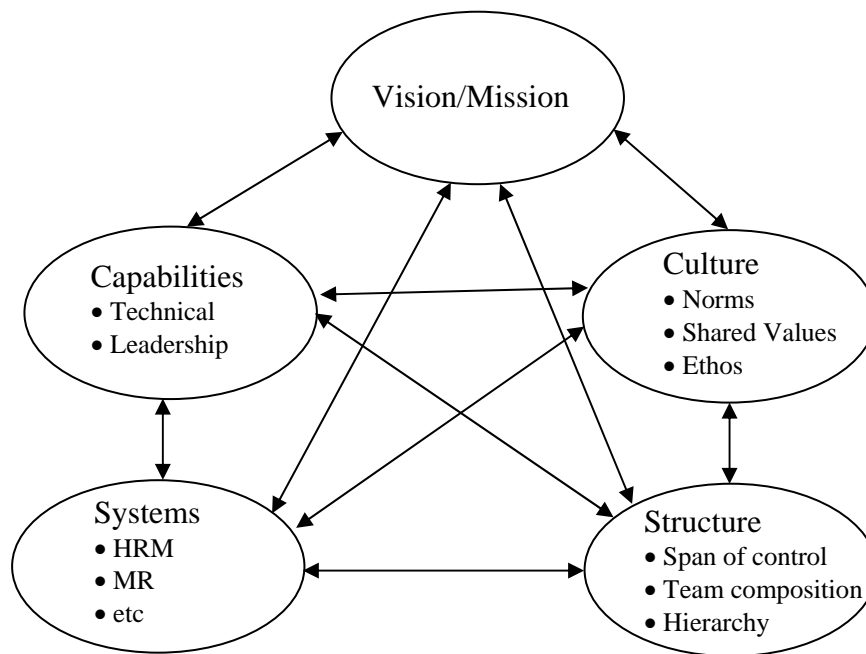 Vision/Mission
Capabilities
• Technical
• Leadership
Culture
• Norms
• Shared Values
• Ethos
Systems
• HRM
• MR
• etc
Structure
• Span of control
• Team composition
• Hierarchy